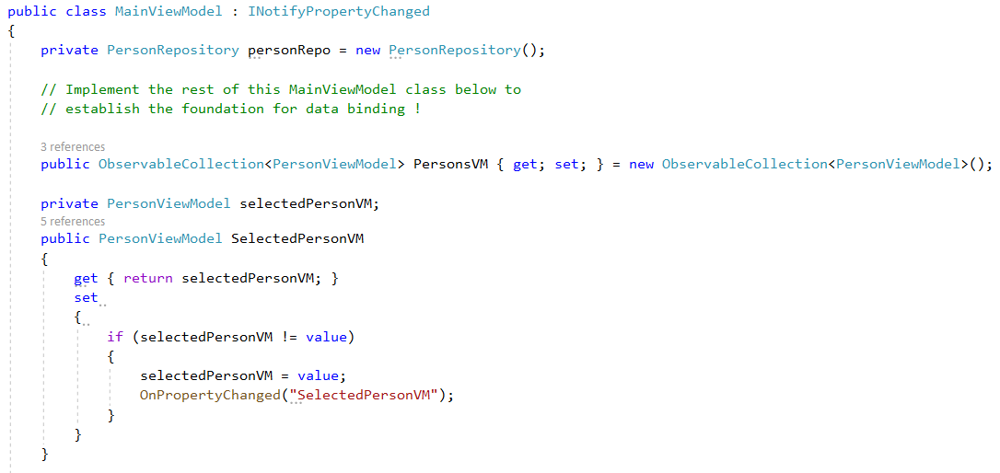 public class MainViewModel : INotifyPropertyChanged
{
    private PersonRepository personRepo = new PersonRepository();
    // Implement the rest of this MainViewModel class below to
    // establish the foundation for data binding !
    3 references
    public ObservableCollection<PersonViewModel> PersonsVM { get; set; } = new ObservableCollection<PersonViewModel>();
    private PersonViewModel selectedPersonVM;
    5 references
    public PersonViewModel SelectedPersonVM
    {
        get { return selectedPersonVM; }
        set
        {
            if (selectedPersonVM != value)
            {
                selectedPersonVM = value;
                OnPropertyChanged("SelectedPersonVM");
            }
        }
    }